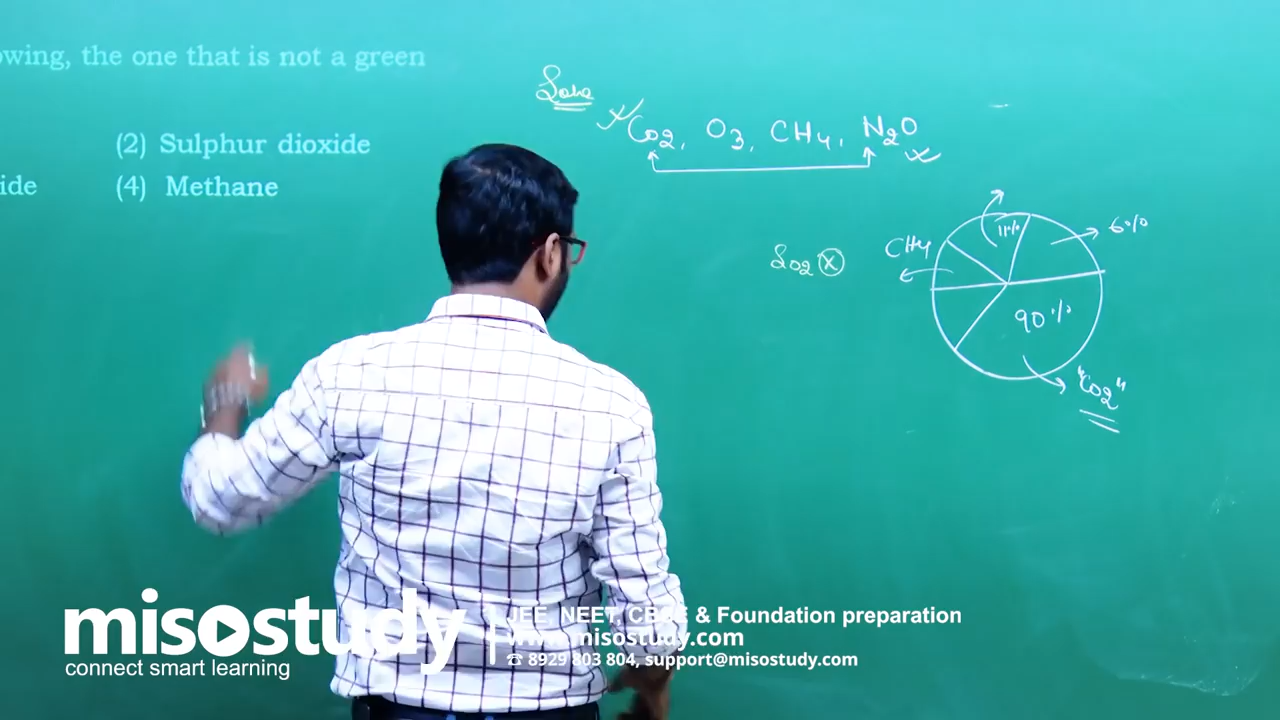 owing, the one that is not a green
(2) Sulphur dioxide
ide (4) Methane
Soln
CO2, O3, CH4, N2O
SO2 X
CH4
11%
6%
90%
"CO2"
misostudy
connect smart learning
JEE, NEET, CBSE & Foundation preparation
www.misostudy.com
☎ 8929 803 804, support@misostudy.com